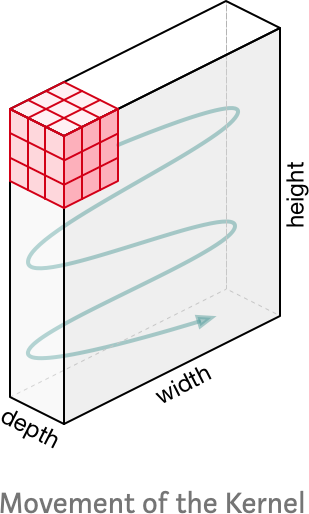 height
width
depth
Movement of the Kernel